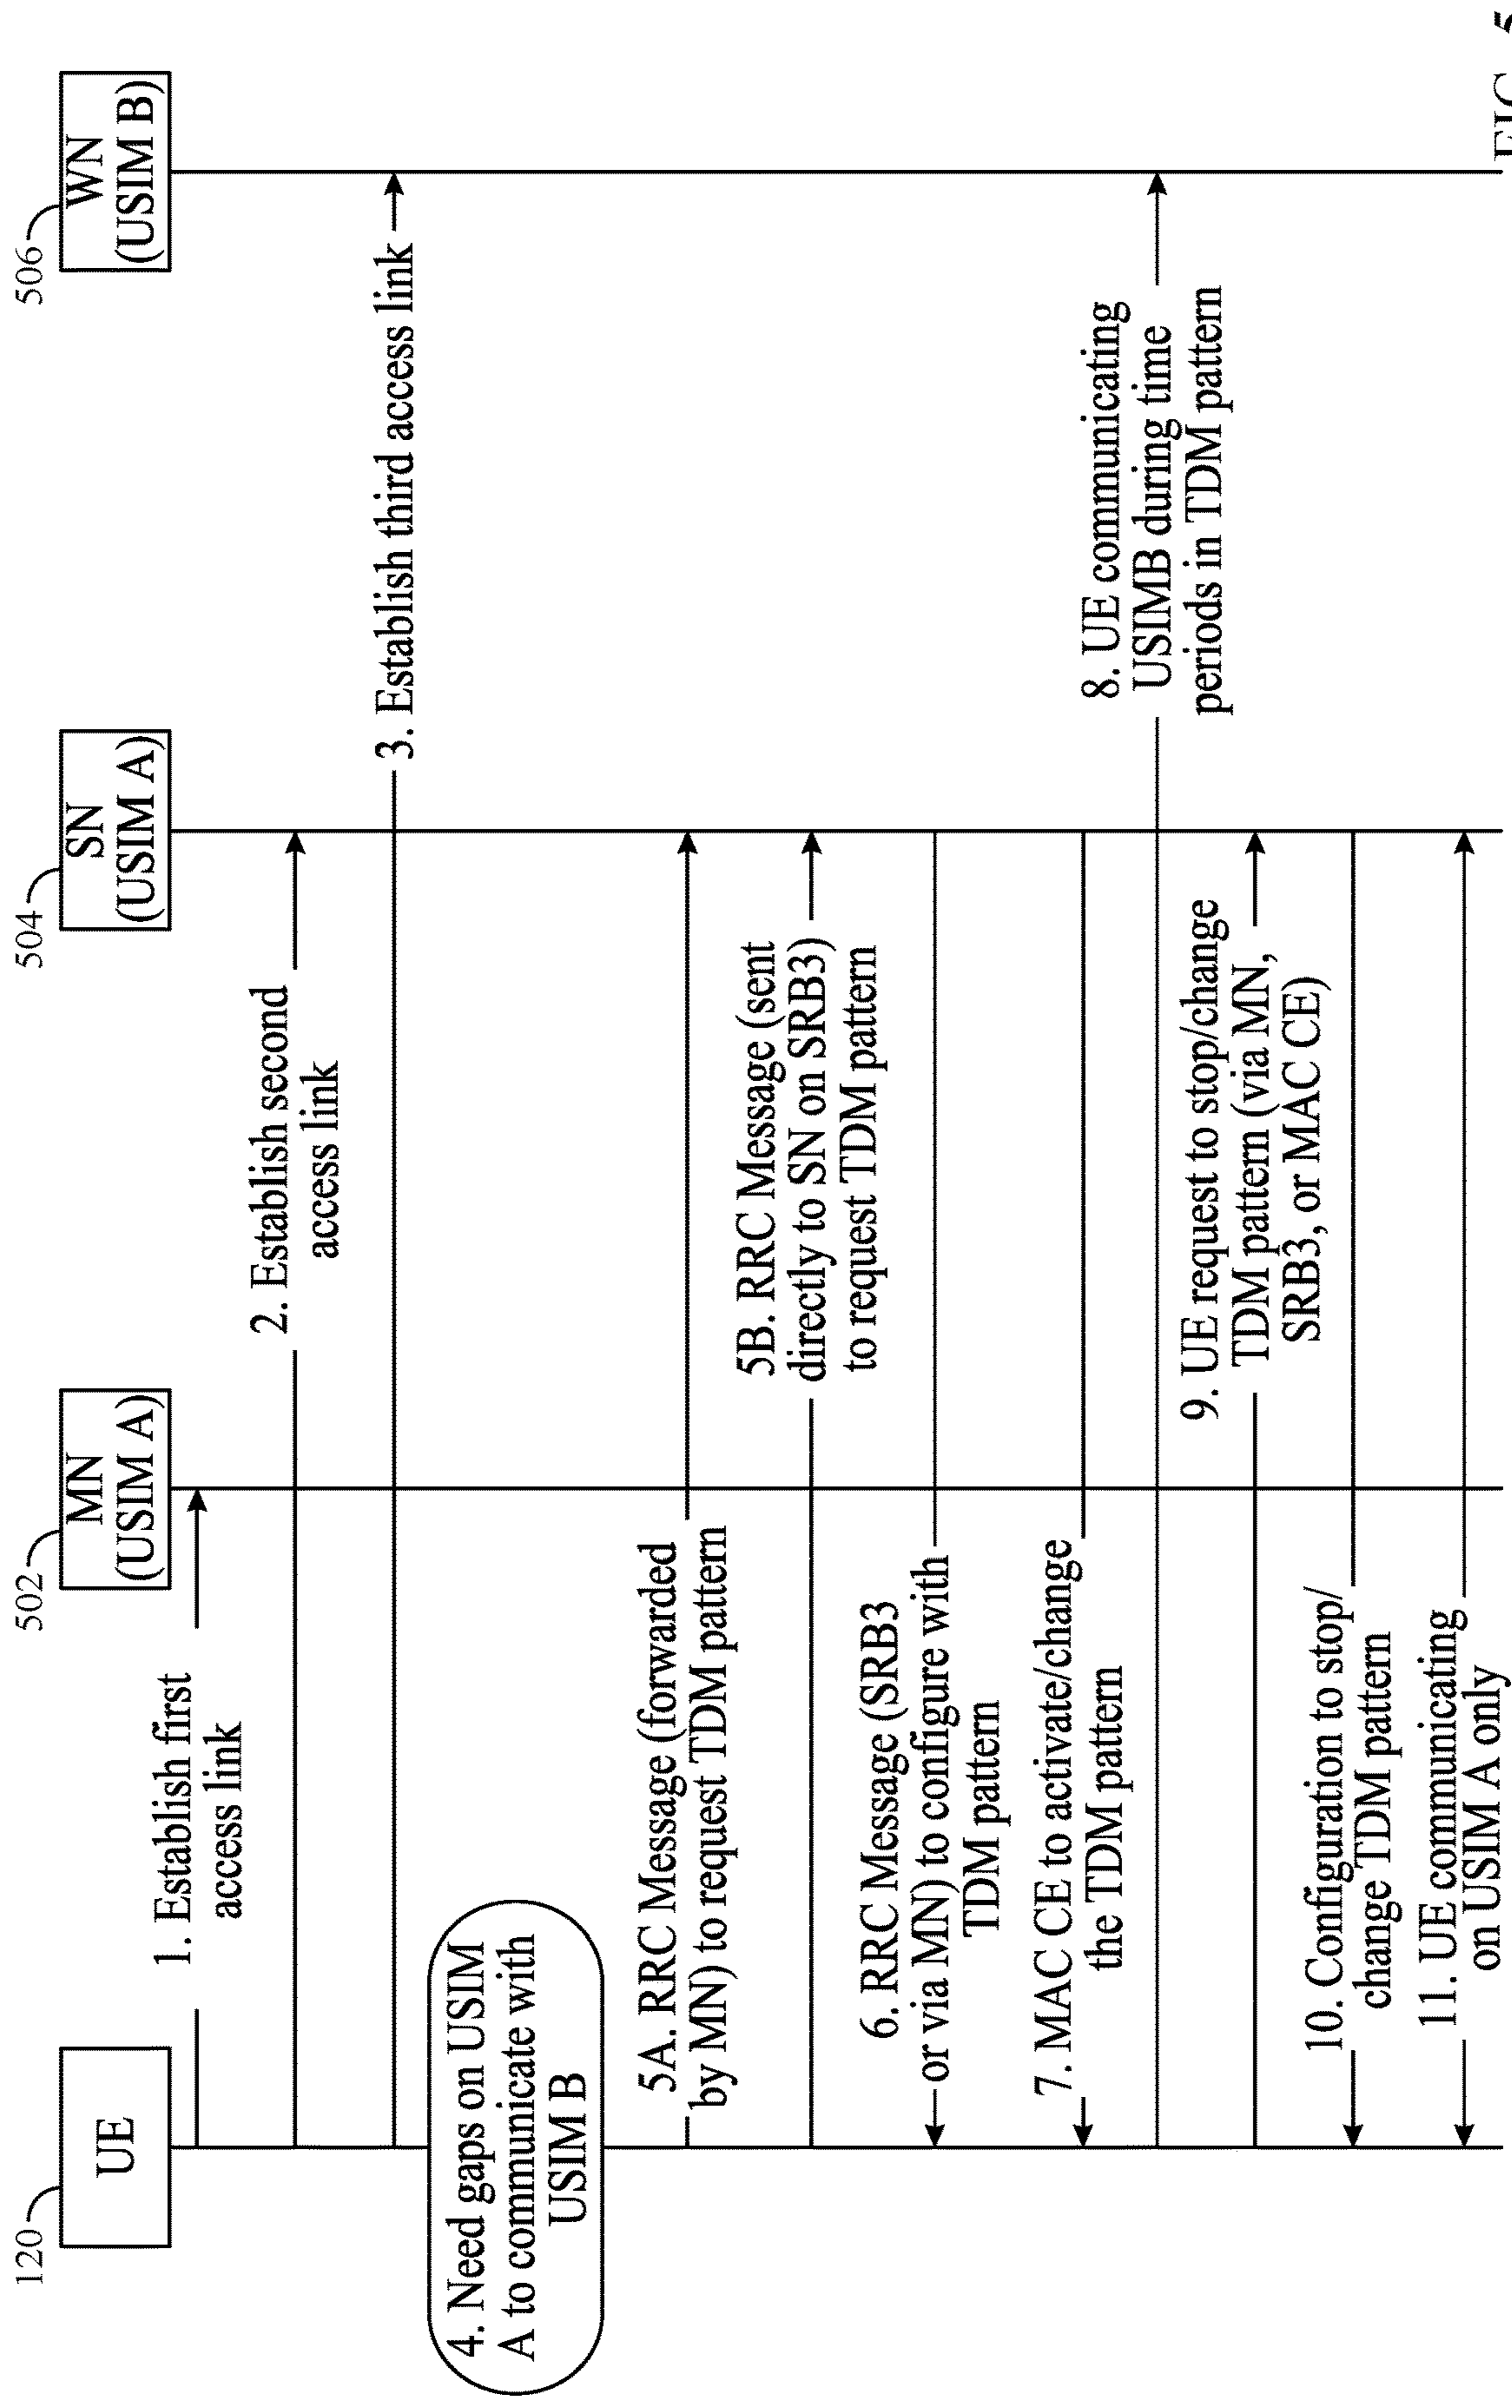 120
UE
502
MN
(USIM A)
504
SN
(USIM A)
506
WN
(USIM B)
1. Establish first
access link
2. Establish second
access link
3. Establish third access link
4. Need gaps on USIM
A to communicate with
USIM B
5A. RRC Message (forwarded
by MN) to request TDM pattern
5B. RRC Message (sent
directly to SN on SRB3)
to request TDM pattern
6. RRC Message (SRB3
or via MN) to configure with
TDM pattern
7. MAC CE to activate/change
the TDM pattern
8. UE communicating
USIMB during time
periods in TDM pattern
9. UE request to stop/change
TDM pattern (via MN,
SRB3, or MAC CE)
10. Configuration to stop/
change TDM pattern
11. UE communicating
on USIM A only